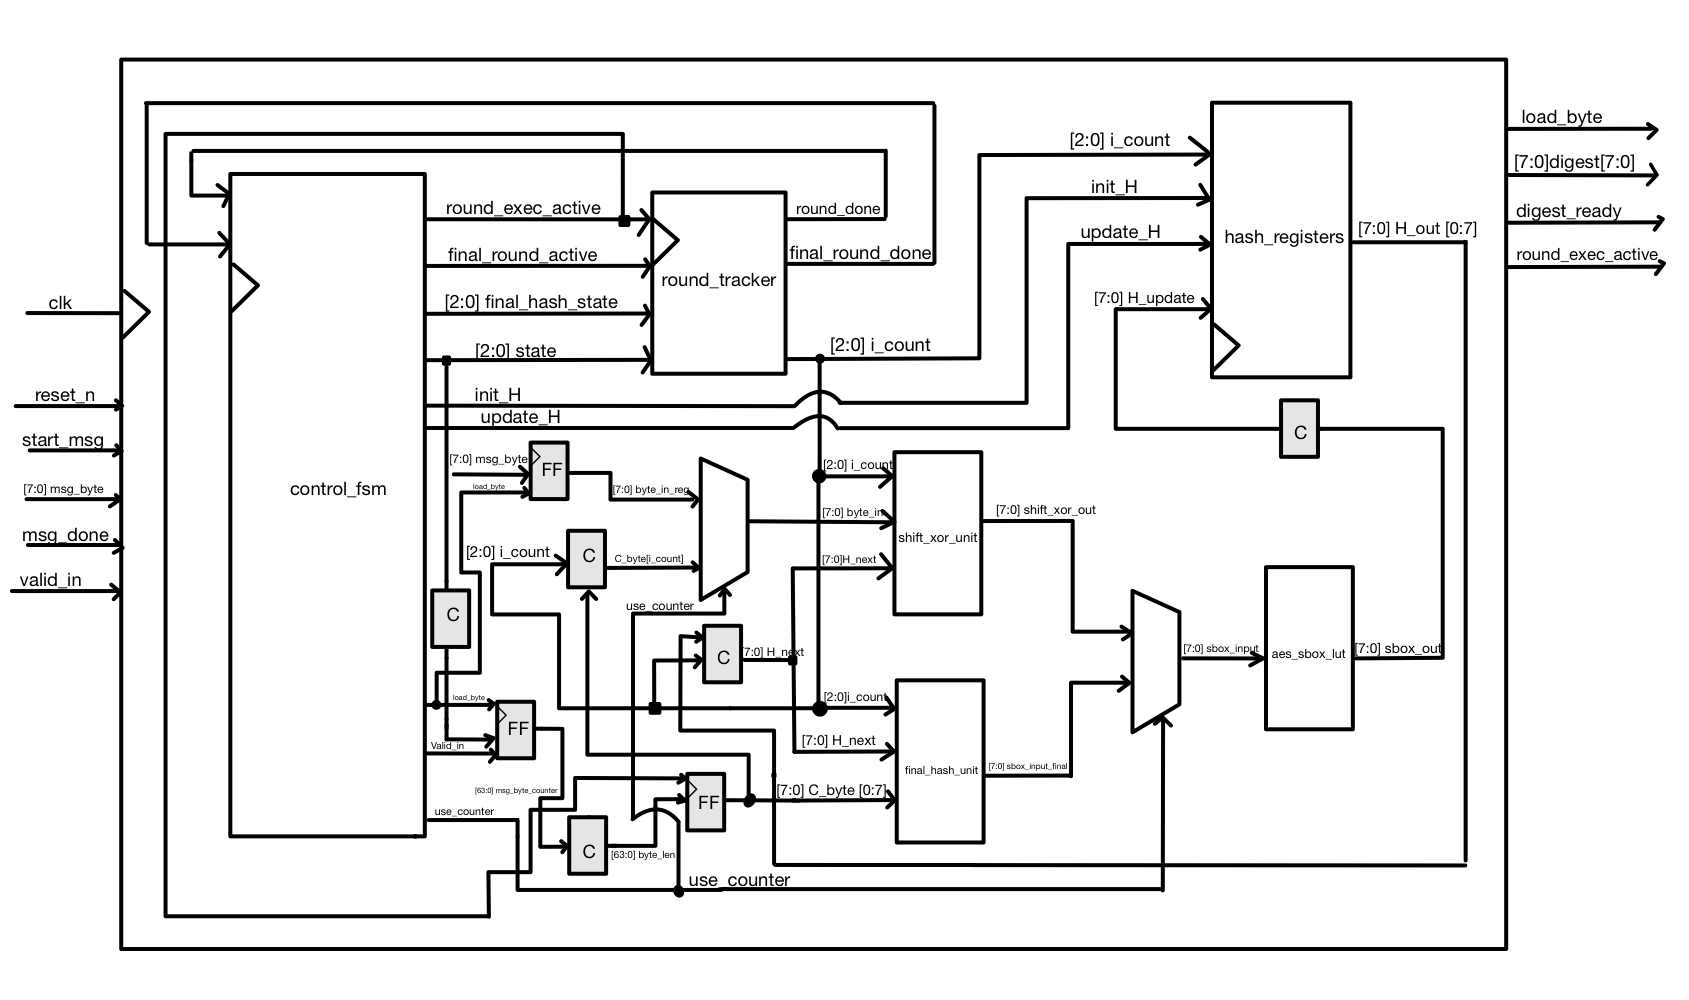 load_byte
[7:0]digest[7:0]
digest_ready
round_exec_active
clk
reset_n
start_msg
[7:0] msg_byte
msg_done
valid_in
control_fsm
round_exec_active
final_round_active
[2:0] final_hash_state
[2:0] state
init_H
update_H
round_tracker
round_done
final_round_done
[2:0] i_count
[2:0] i_count
init_H
update_H
[7:0] H_update
hash_registers
[7:0] H_out [0:7]
C
[7:0] msg_byte
load_byte
FF
[7:0] byte_in_reg
[2:0] i_count
C
C_byte[i_count]
use_counter
C
[2:0] i_count
[7:0] byte_in
[7:0]H_next
shift_xor_unit
[7:0] shift_xor_out
C
[7:0] H_next
[2:0]i_count
[7:0] H_next
[7:0] C_byte [0:7]
final_hash_unit
[7:0] sbox_input_final
[7:0] sbox_input
aes_sbox_lut
[7:0] sbox_out
load_byte
Valid_in
FF
[63:0] msg_byte_counter
use_counter
C
[63:0] byte_len
FF
use_counter